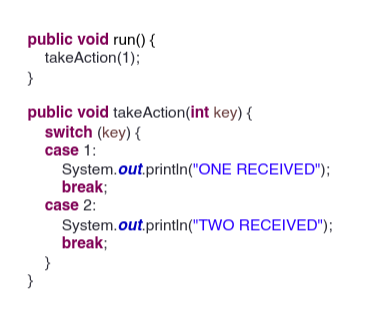 public void run() {
takeAction(1);
}
public void takeAction(int key) {
switch (key) {
case 1:
System.out.println("ONE RECEIVED");
break;
case 2:
System.out.println("TWO RECEIVED");
break;
}
}